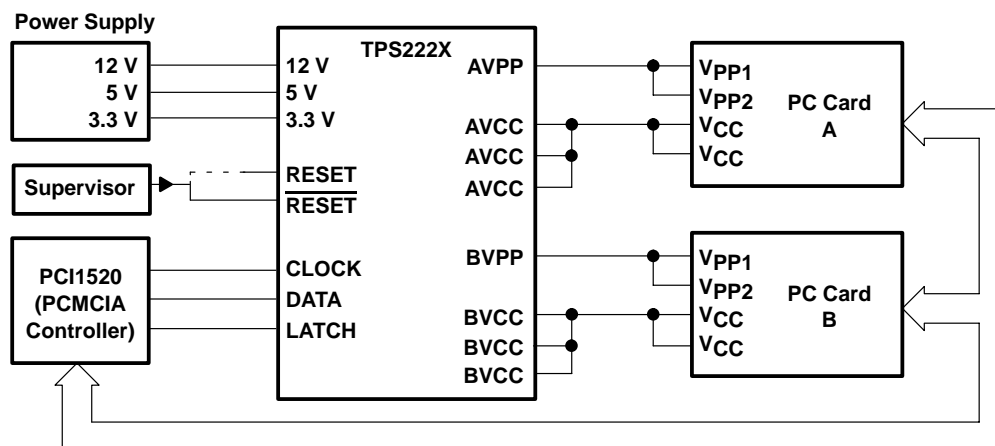 Power Supply
12 V
5 V
3.3 V
Supervisor
PCI1520
(PCMCIA
Controller)
TPS222X
12 V
5 V
3.3 V
RESET
RESET
CLOCK
DATA
LATCH
AVPP
AVCC
AVCC
AVCC
BVPP
BVCC
BVCC
BVCC
VPP1
VPP2
VCC
VCC
PC Card
A
VPP1
VPP2
VCC
VCC
PC Card
B